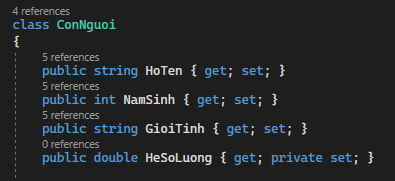 4 references
class ConNguoi
{
5 references
public string HoTen { get; set; }
5 references
public int NamSinh { get; set; }
5 references
public string GioiTinh { get; set; }
0 references
public double HeSoLuong { get; private set; }